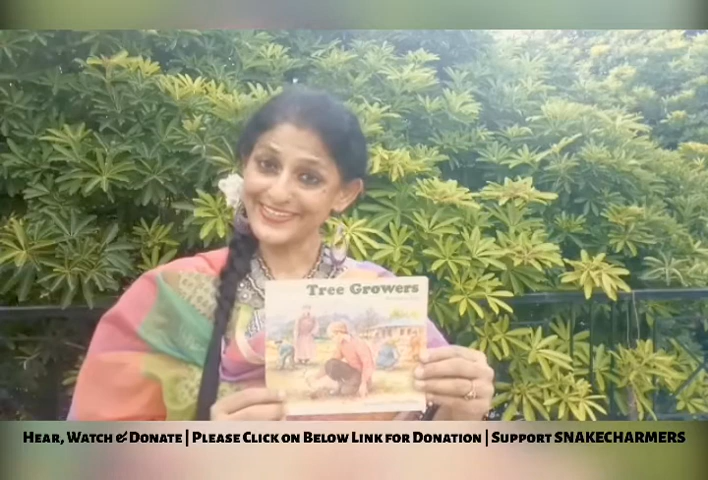 Tree Growers
Hear, Watch & Donate | Please Click on Below Link for Donation | Support SNAKECHARMERS